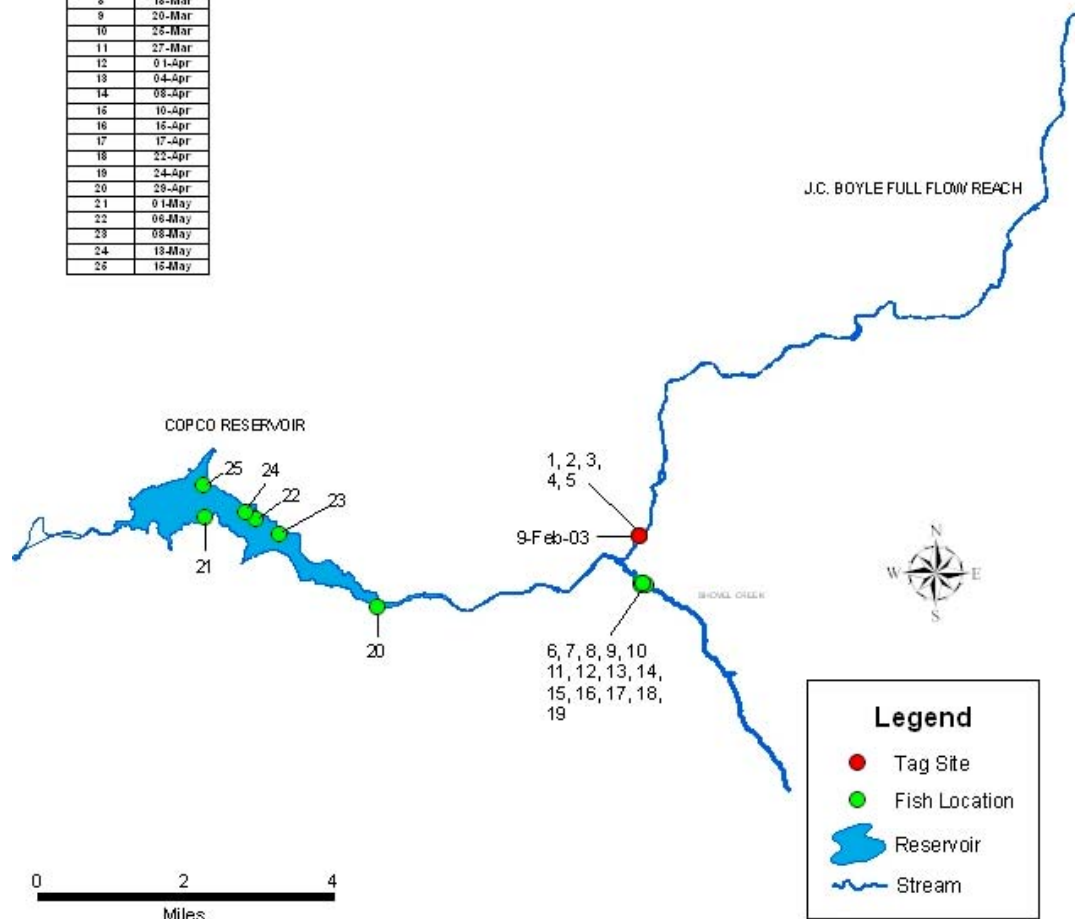 9 20-Mar
10 25-Mar
11 27-Mar
12 01-Apr
13 04-Apr
14 08-Apr
15 10-Apr
16 15-Apr
17 17-Apr
18 22-Apr
19 24-Apr
20 29-Apr
21 01-May
22 06-May
23 08-May
24 13-May
25 15-May
J.C. BOYLE FULL FLOW REACH
COPCO RESERVOIR
25
24
22
23
21
20
1, 2, 3,
4, 5
9-Feb-03
SHOVEL CREEK
6, 7, 8, 9, 10
11, 12, 13, 14,
15, 16, 17, 18,
19
N
W E
S
Legend
Tag Site
Fish Location
Reservoir
Stream
0 2 4
Miles